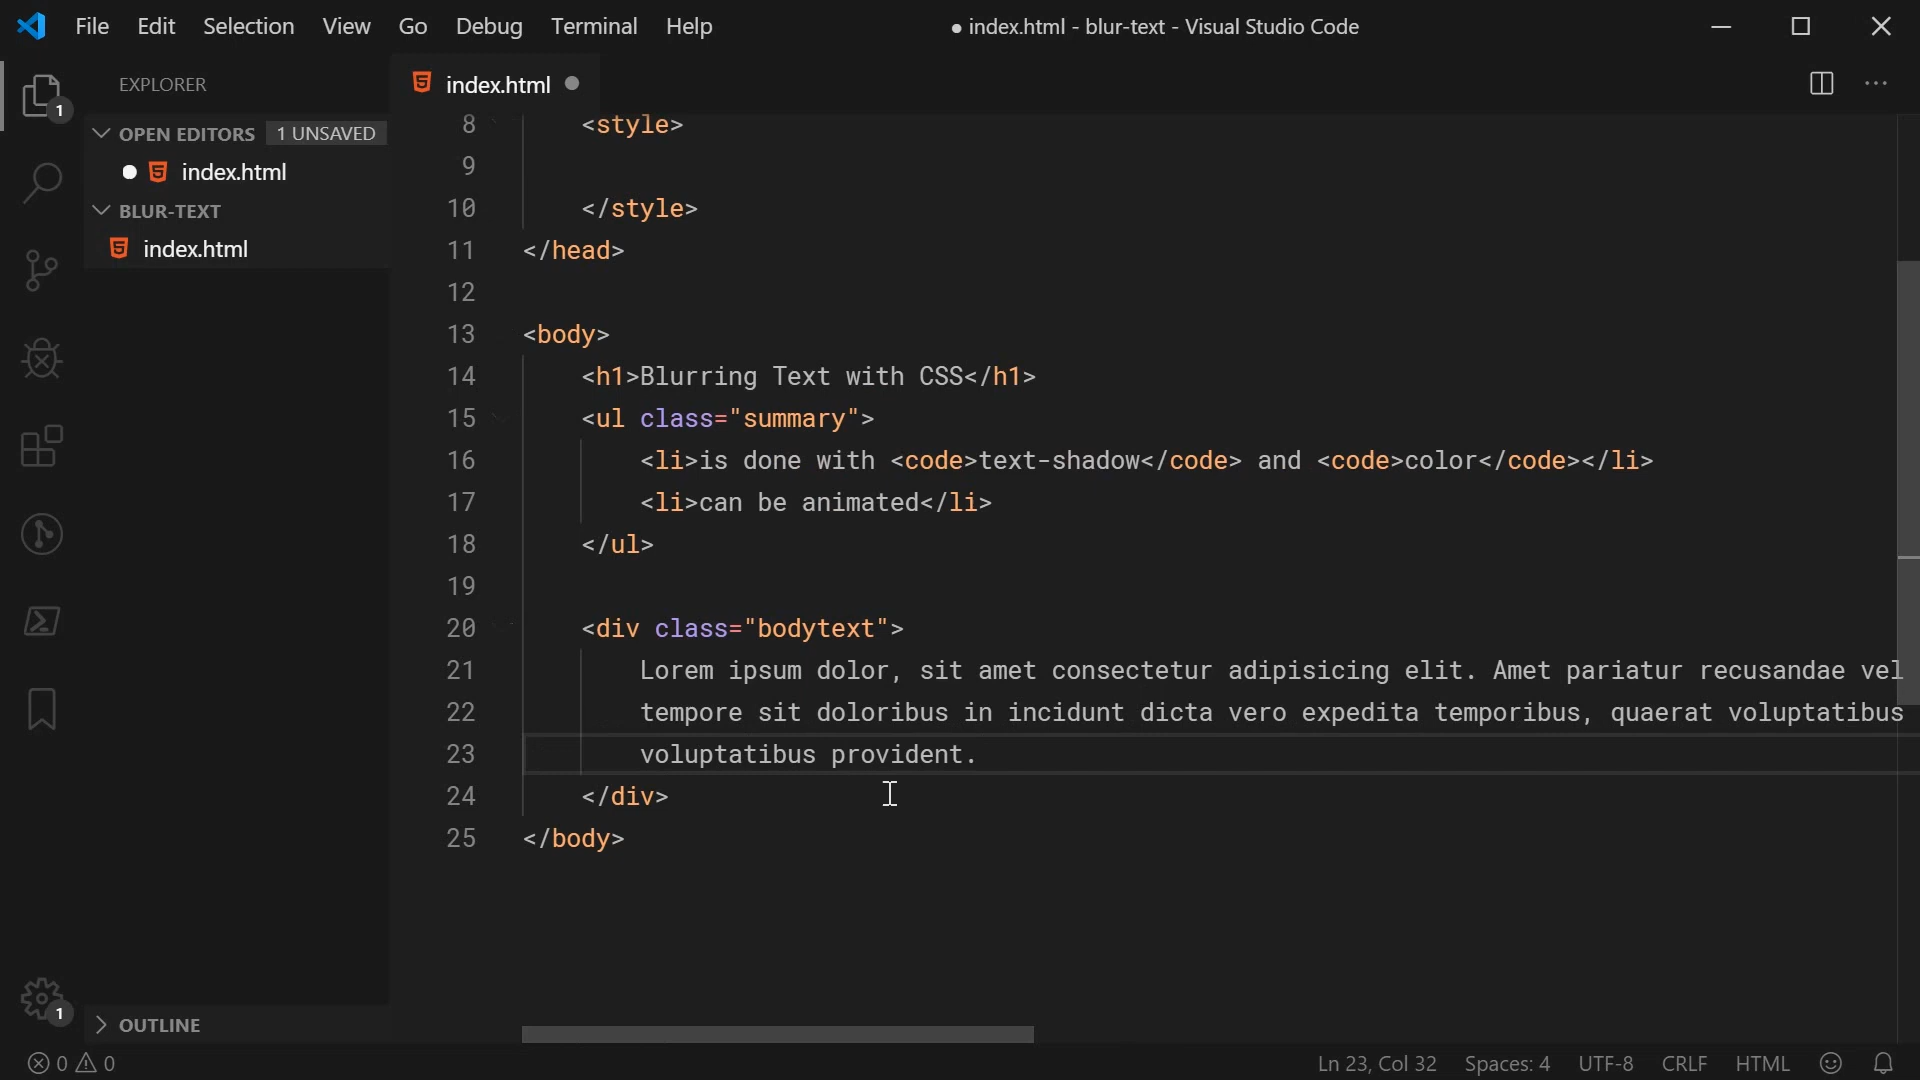 File Edit Selection View Go Debug Terminal Help
● index.html - blur-text - Visual Studio Code
EXPLORER
OPEN EDITORS 1 UNSAVED
index.html
BLUR-TEXT
index.html
OUTLINE
index.html
8 <style>
9
10 </style>
11 </head>
12
13 <body>
14 <h1>Blurring Text with CSS</h1>
15 <ul class="summary">
16 <li>is done with <code>text-shadow</code> and <code>color</code></li>
17 <li>can be animated</li>
18 </ul>
19
20 <div class="bodytext">
21 Lorem ipsum dolor, sit amet consectetur adipisicing elit. Amet pariatur recusandae vel
22 tempore sit doloribus in incidunt dicta vero expedita temporibus, quaerat voluptatibus
23 voluptatibus provident.
24 </div>
25 </body>
1
1
0 0
Ln 23, Col 32 Spaces: 4 UTF-8 CRLF HTML